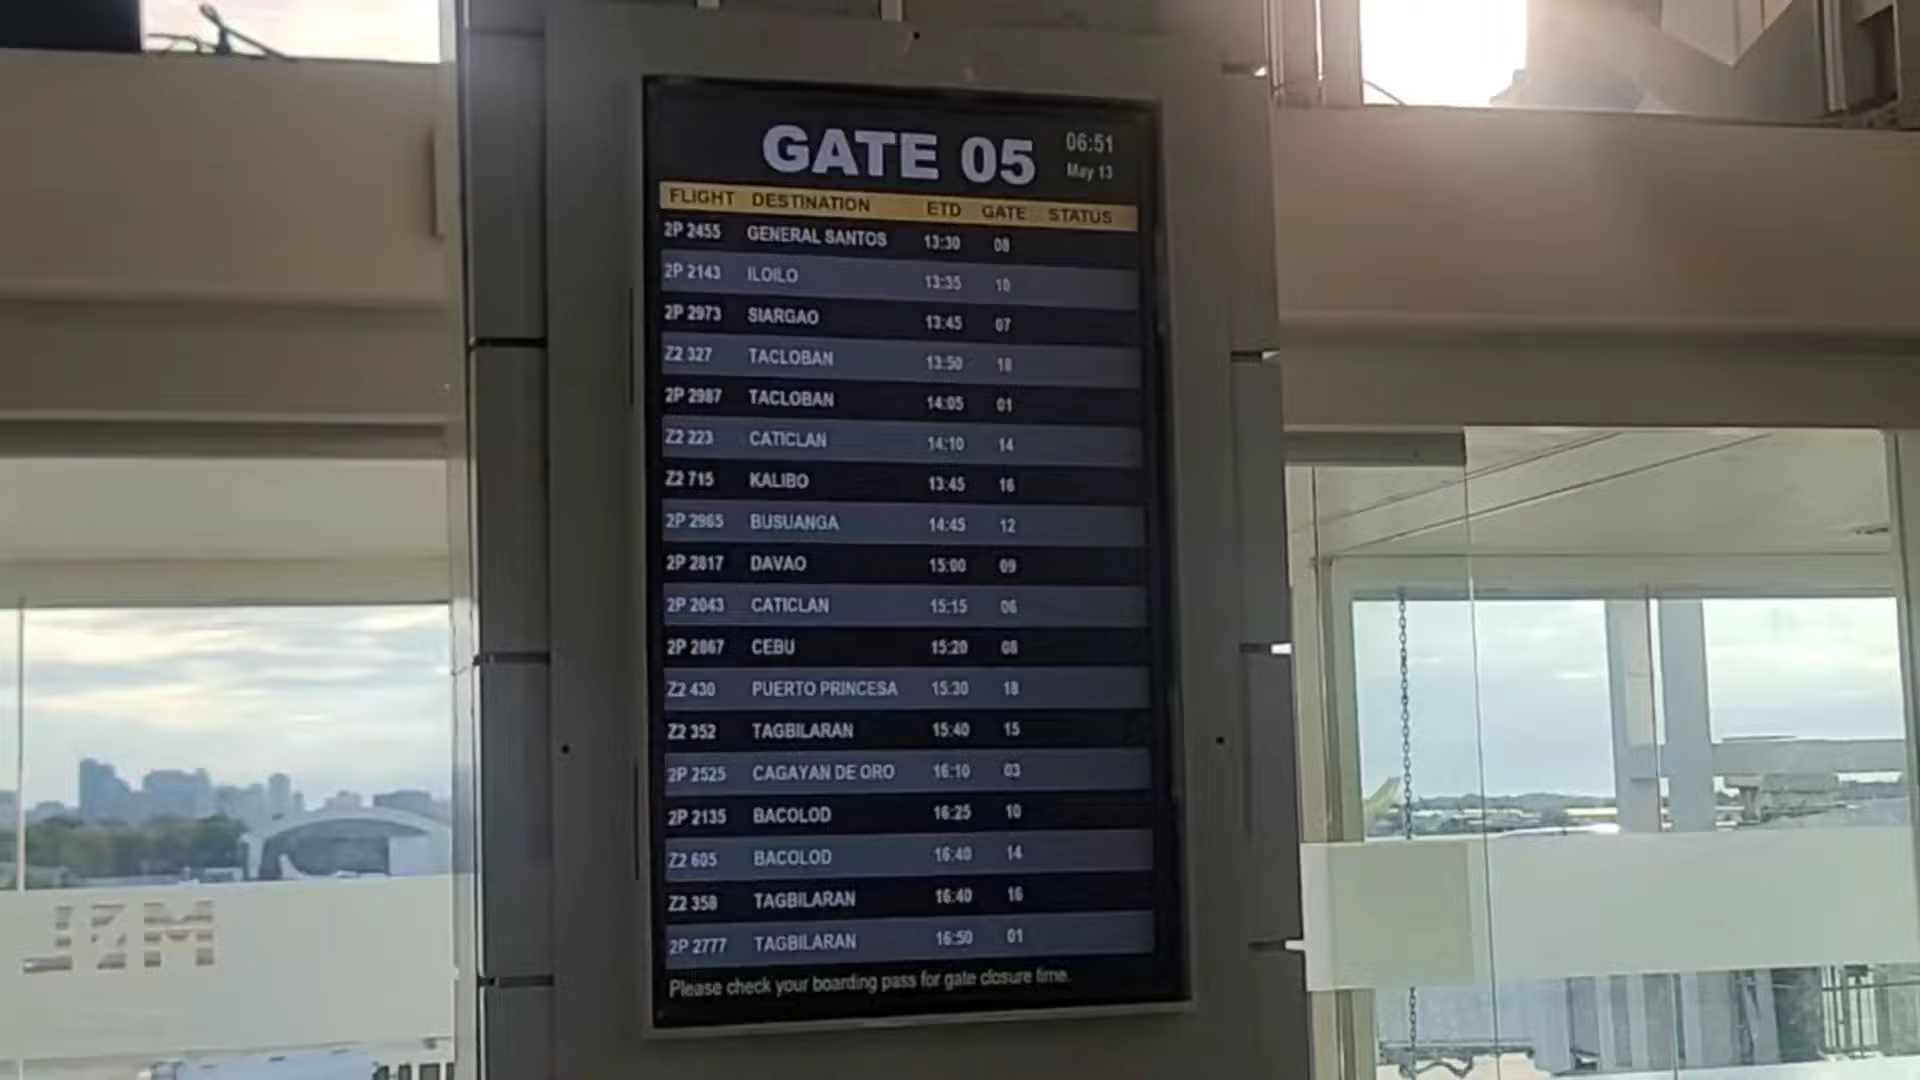 GATE 05
06:51
May 13
FLIGHT DESTINATION ETD GATE STATUS
2P 2455 GENERAL SANTOS 13:30 08
2P 2143 ILOILO 13:35 10
2P 2973 SIARGAO 13:45 07
Z2 327 TACLOBAN 13:50 18
2P 2987 TACLOBAN 14:05 01
Z2 223 CATICLAN 14:10 14
Z2 715 KALIBO 13:45 16
2P 2965 BUSUANGA 14:45 12
2P 2817 DAVAO 15:00 09
2P 2043 CATICLAN 15:15 06
2P 2867 CEBU 15:20 08
Z2 430 PUERTO PRINCESA 15:30 18
Z2 352 TAGBILARAN 15:40 15
2P 2525 CAGAYAN DE ORO 16:10 03
2P 2135 BACOLOD 16:25 10
Z2 605 BACOLOD 16:40 14
Z2 358 TAGBILARAN 16:40 16
2P 2777 TAGBILARAN 16:50 01
Please check your boarding pass for gate closure time.